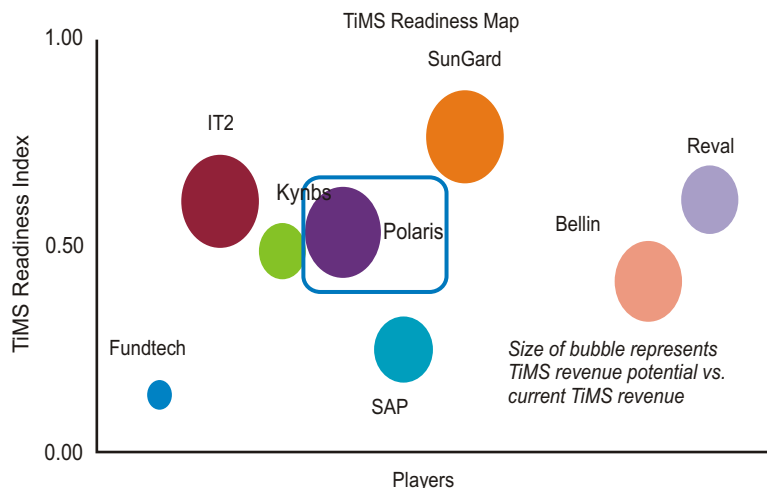 TiMS Readiness Map
1.00
SunGard
IT2
Reval
Kynbs
TiMS Readiness Index
Bellin
Polaris
0.50
Fundtech
Size of bubble represents
TiMS revenue potential vs.
current TiMS revenue
SAP
0.00
Players